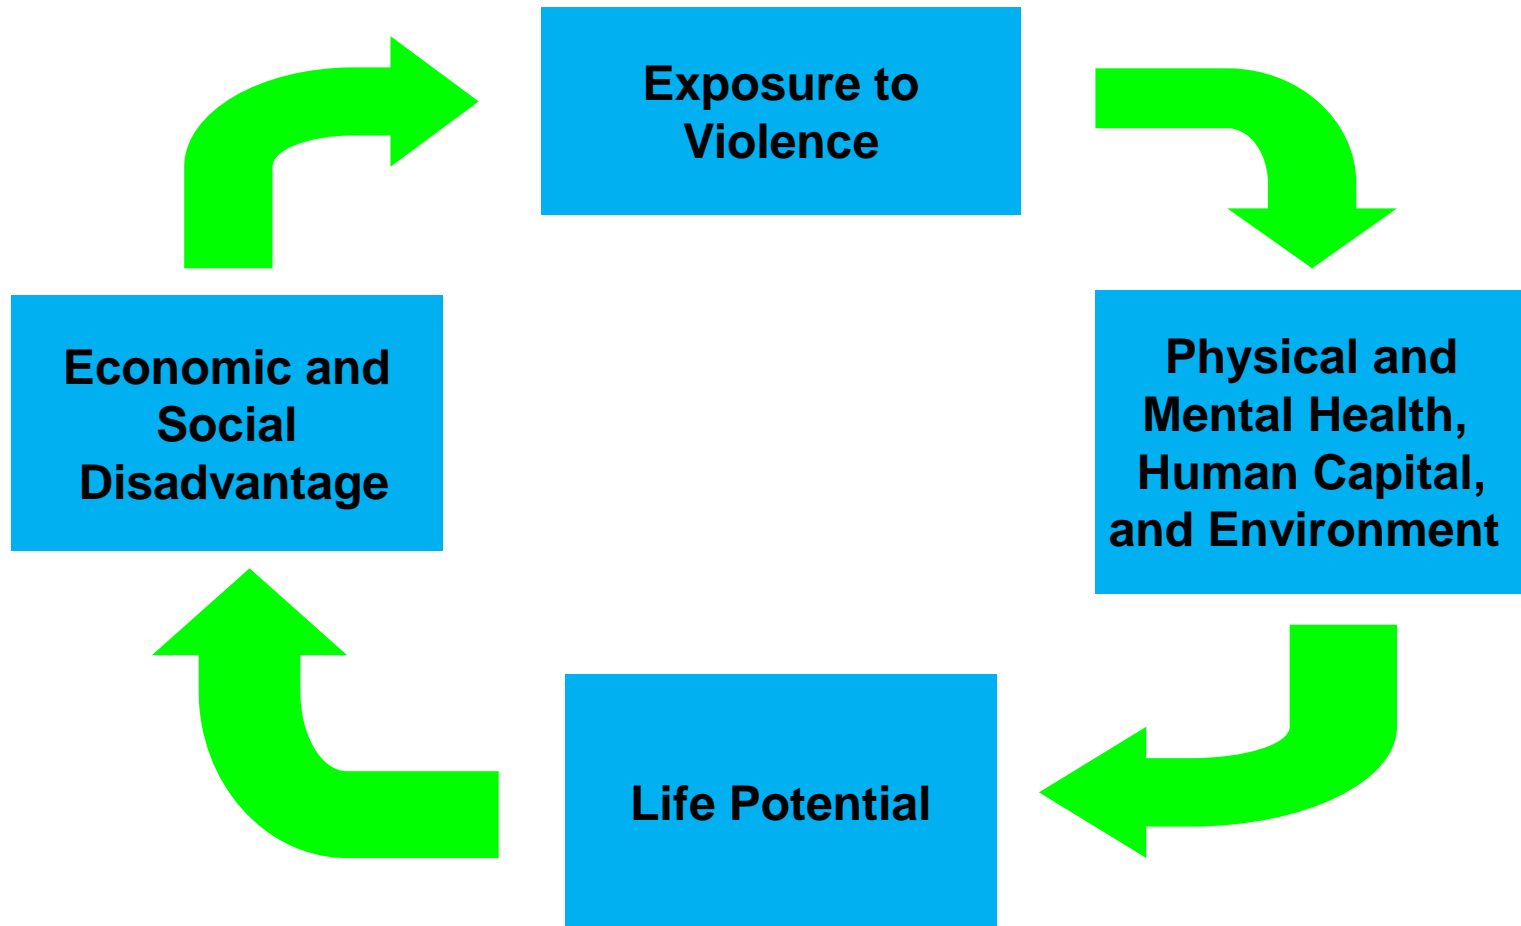 Exposure to
Violence
Economic and
Social
Disadvantage
Physical and
Mental Health,
Human Capital,
and Environment
Life Potential